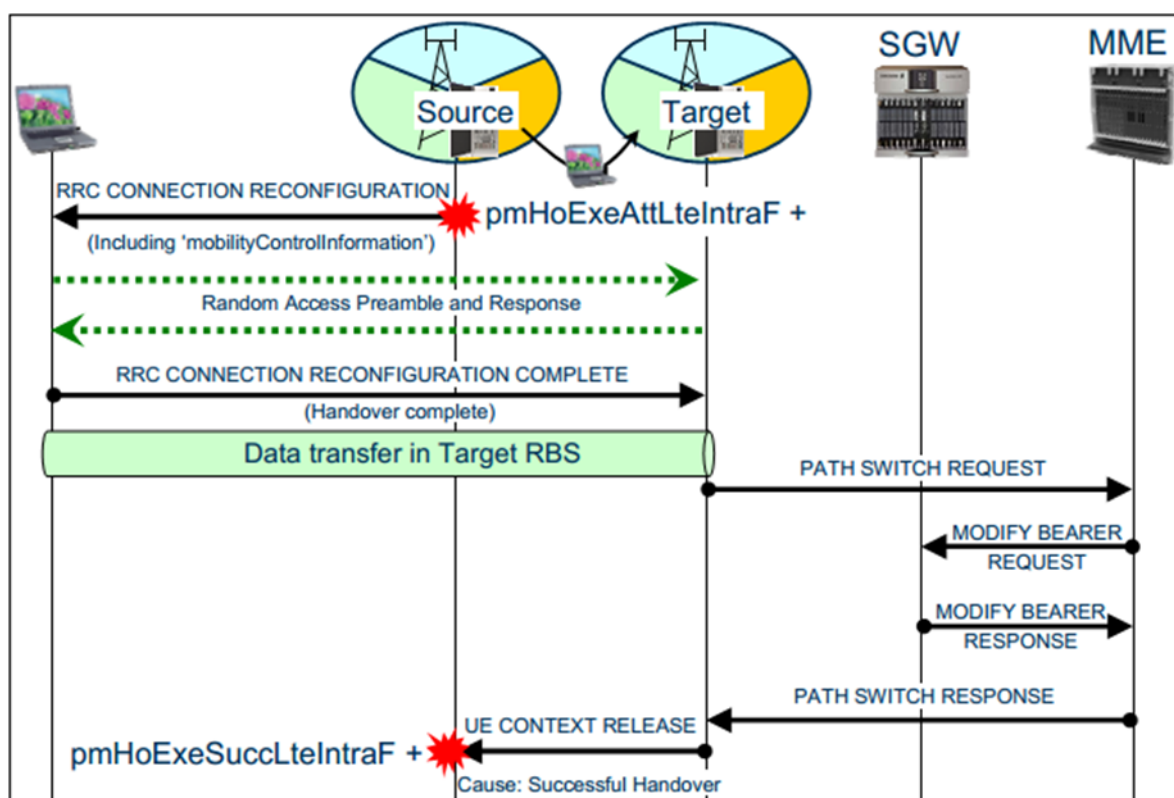 SGW
MME
Source
Target
RRC CONNECTION RECONFIGURATION
pmHoExeAttLteIntraF +
(Including ‘mobilityControlInformation’)
Random Access Preamble and Response
RRC CONNECTION RECONFIGURATION COMPLETE
(Handover complete)
Data transfer in Target RBS
PATH SWITCH REQUEST
MODIFY BEARER
REQUEST
MODIFY BEARER
RESPONSE
PATH SWITCH RESPONSE
UE CONTEXT RELEASE
pmHoExeSuccLteIntraF +
Cause: Successful Handover